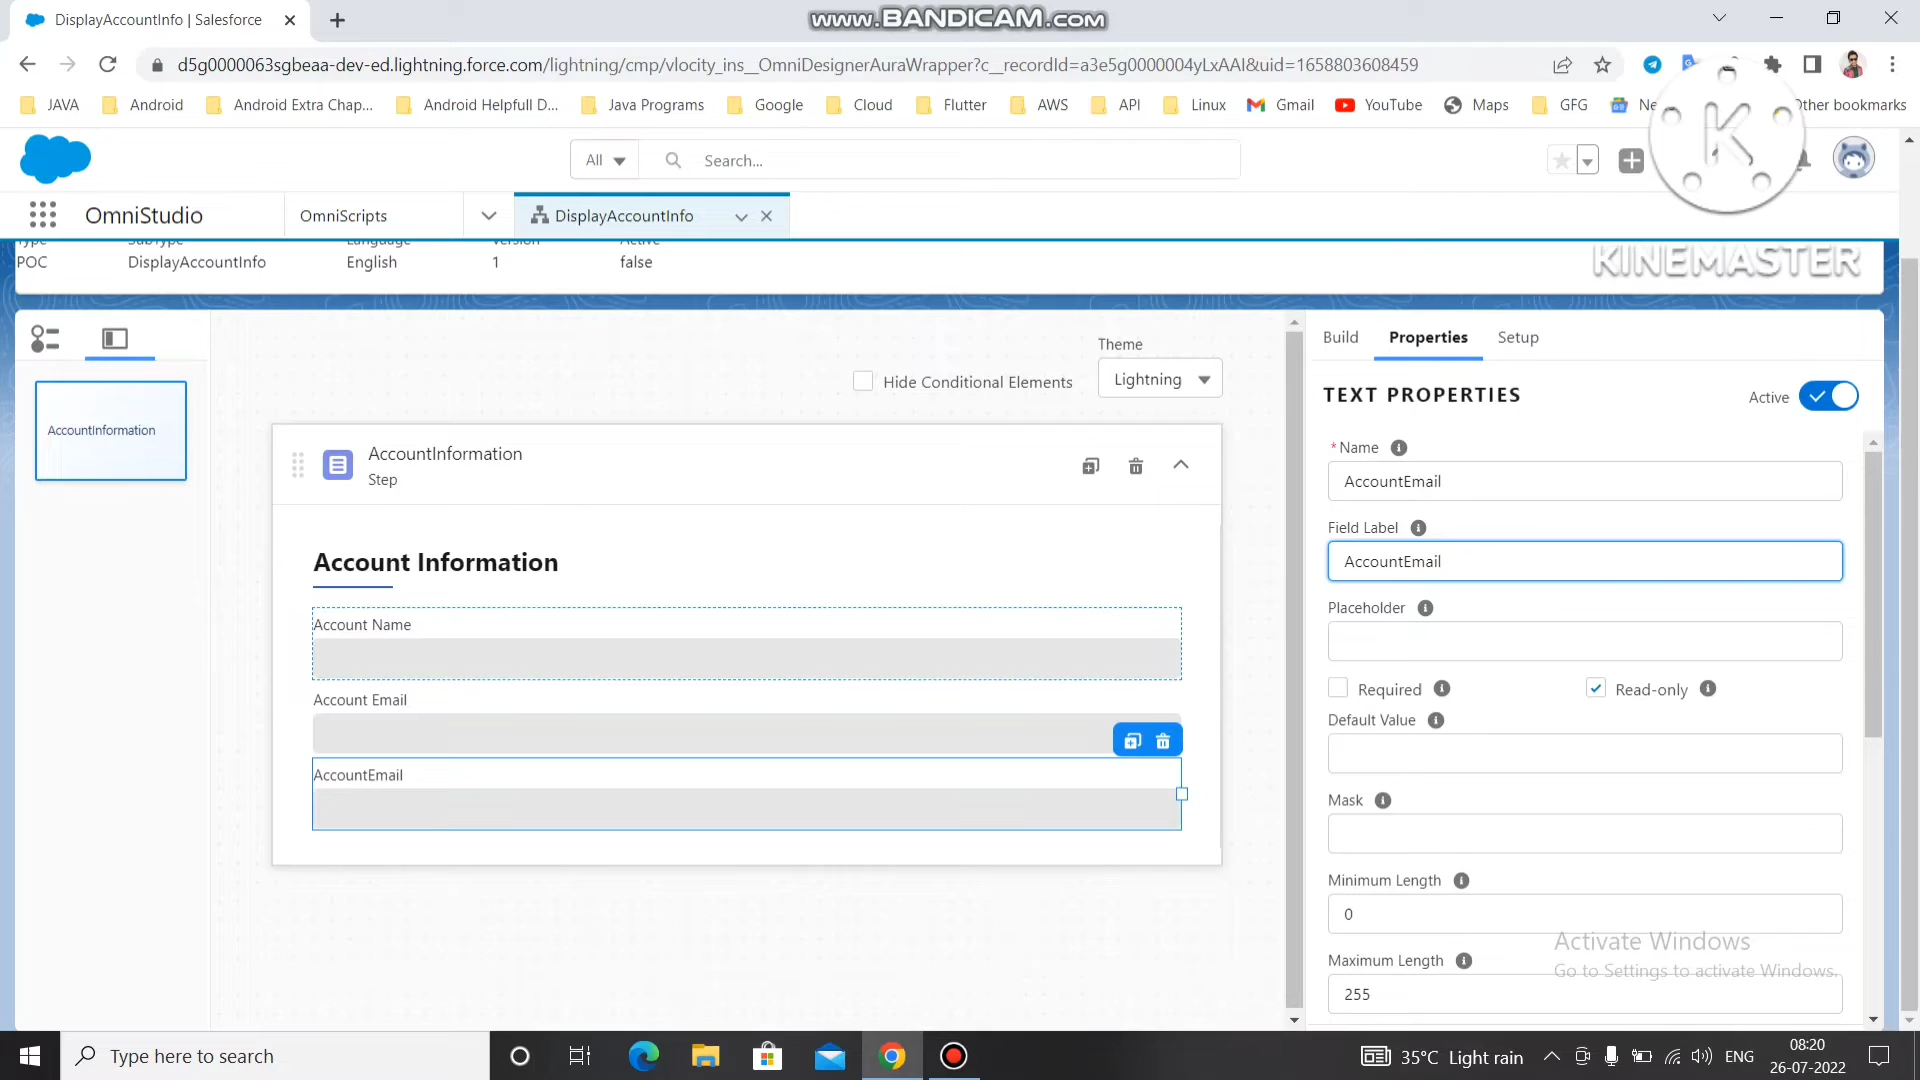 DisplayAccountInfo | Salesforce
www.BANDICAM.com
d5g0000063sgbeaa-dev-ed.lightning.force.com/lightning/cmp/vlocity_ins__OmniDesignerAuraWrapper?c__recordId=a3e5g0000004yLxAAI&uid=1658803608459
JAVA Android Android Extra Chap... Android Helpfull D... Java Programs Google Cloud Flutter AWS API Linux Gmail YouTube Maps GFG Other bookmarks
K
All Search...
OmniStudio OmniScripts DisplayAccountInfo
Type SubType Language Version Active
POC DisplayAccountInfo English 1 false
KINEMASTER
Build Properties Setup
Theme
Hide Conditional Elements Lightning
TEXT PROPERTIES Active
AccountInformation
AccountInformation
Step
Account Information
Account Name
Account Email
AccountEmail
* Name
AccountEmail
Field Label
AccountEmail
Placeholder
Required Read-only
Default Value
Mask
Minimum Length
0
Maximum Length
255
Activate Windows
Go to Settings to activate Windows.
Type here to search
35°C Light rain ENG 08:20
26-07-2022